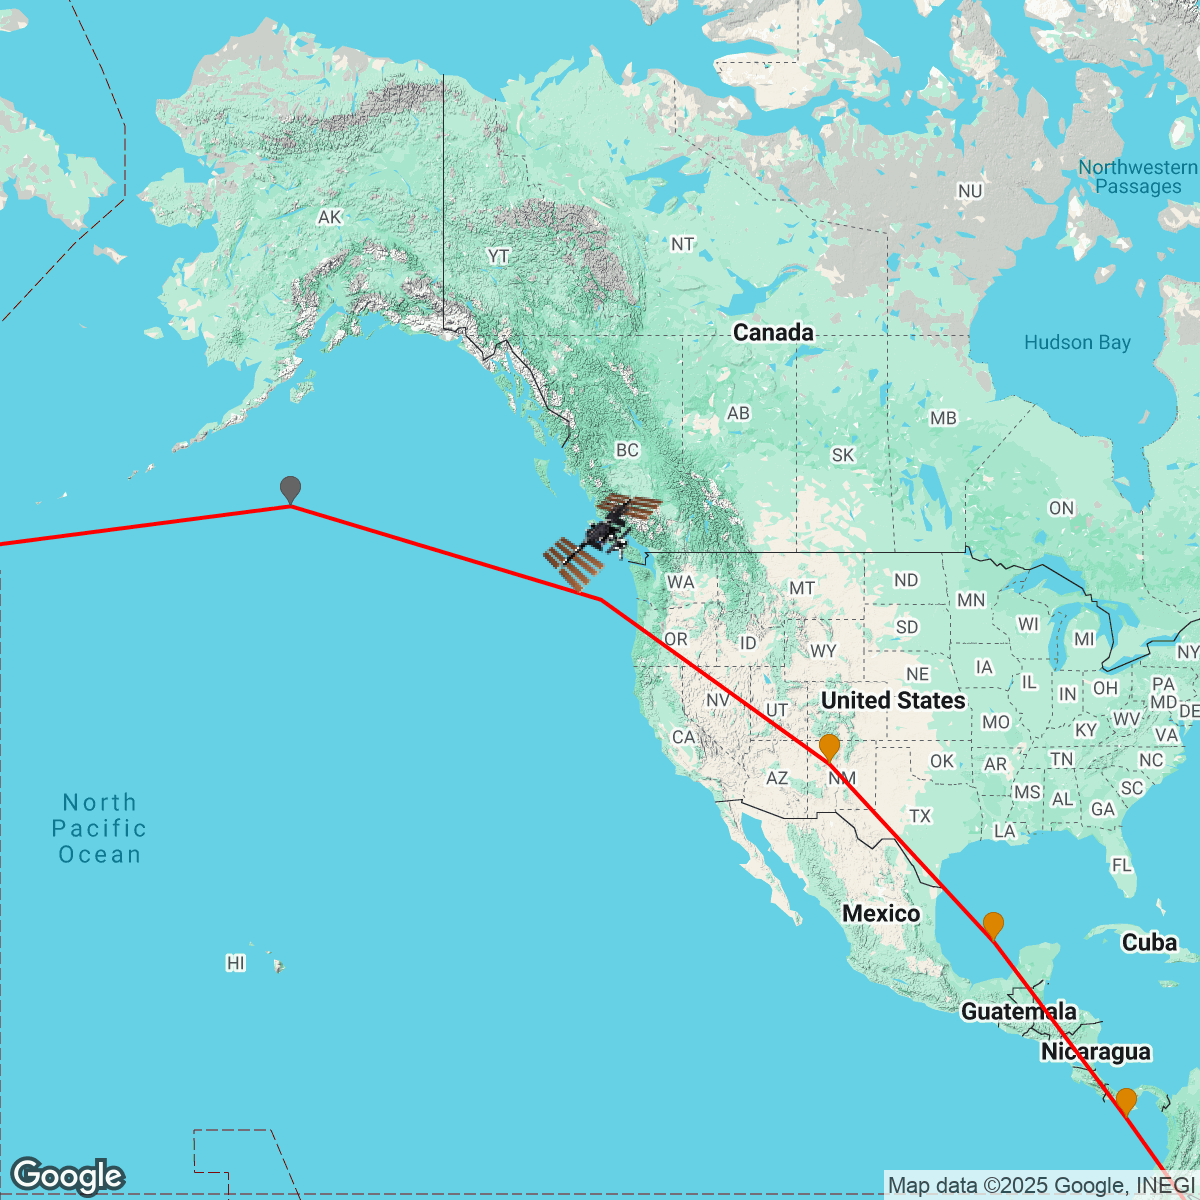 Northwestern
Passages
NU
AK
NT
YT
Canada
Hudson Bay
AB
MB
BC
SK
ON
WA
MT
ND
MN
OR
ID
SD
WI
MI
WY
NY
NE
IA
NV
UT
United States
IL
IN
OH
PA
MD
DE
MO
WV
KY
VA
CA
AZ
NM
OK
AR
TN
NC
MS
AL
SC
GA
TX
LA
FL
North
Pacific
Ocean
Mexico
Cuba
HI
Guatemala
Nicaragua
Google
Map data ©2025 Google, INEGI